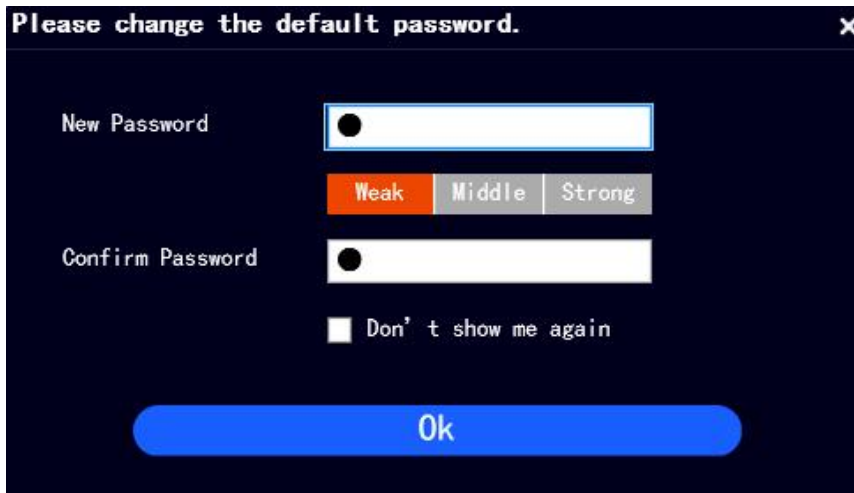 Please change the default password.
New Password
Weak Middle Strong
Confirm Password
Don't show me again
Ok